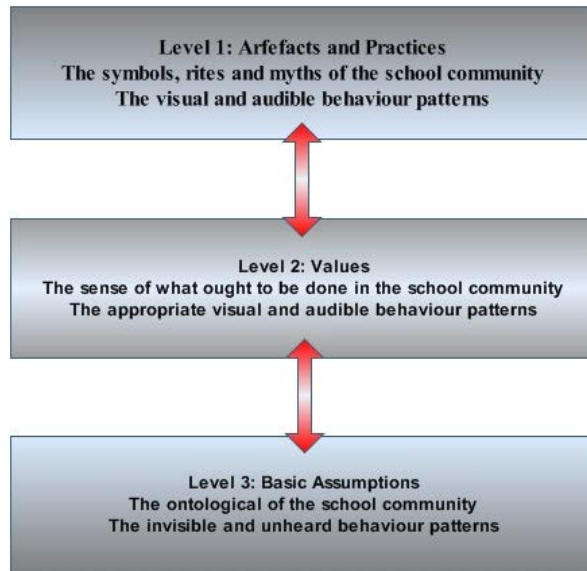 Level 1: Arfefacts and Practices
The symbols, rites and myths of the school community
The visual and audible behaviour patterns
Level 2: Values
The sense of what ought to be done in the school community
The appropriate visual and audible behaviour patterns
Level 3: Basic Assumptions
The ontological of the school community
The invisible and unheard behaviour patterns